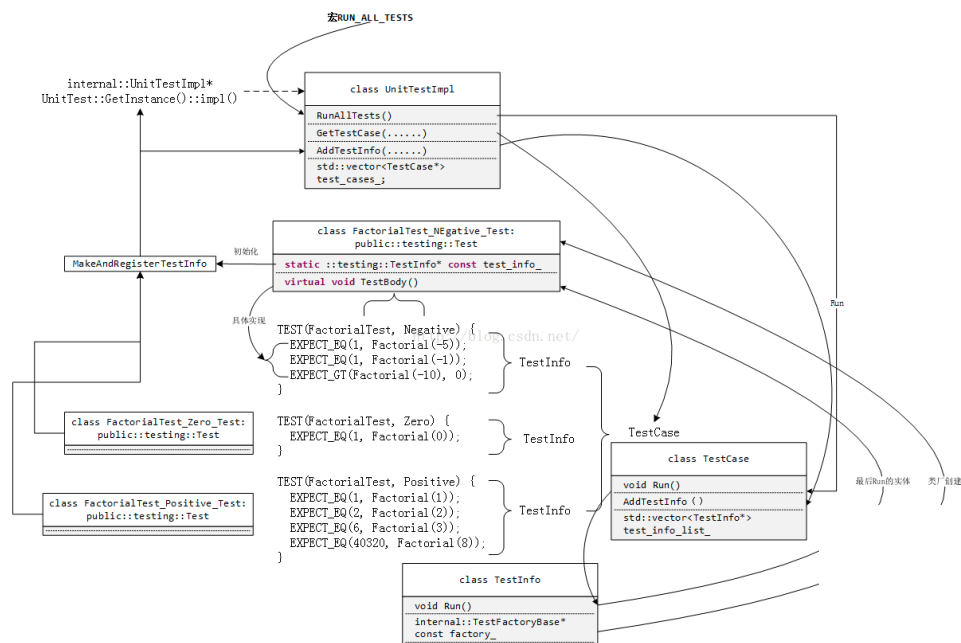 宏RUN_ALL_TESTS
internal::UnitTestImpl*
UnitTest::GetInstance()::impl()
class UnitTestImpl
RunAllTests()
GetTestCase(......)
AddTestInfo(......)
std::vector<TestCase*>
test_cases_;
class FactorialTest_NEgative_Test:
public::testing::Test
static ::testing::TestInfo* const test_info_
virtual void TestBody()
初始化
MakeAndRegisterTestInfo
Run
具体实现
TEST(FactorialTest, Negative) {
EXPECT_EQ(1, Factorial(-5));
EXPECT_EQ(1, Factorial(-1));
EXPECT_GT(Factorial(-10), 0);
}
http://blog.csdn.net/
TestInfo
class FactorialTest_Zero_Test:
public::testing::Test
TEST(FactorialTest, Zero) {
EXPECT_EQ(1, Factorial(0));
}
TestInfo
TestCase
class TestCase
void Run()
AddTestInfo()
std::vector<TestInfo*>
test_info_list_
最后Run的实体
类厂创建
class FactorialTest_Positive_Test:
public::testing::Test
TEST(FactorialTest, Positive) {
EXPECT_EQ(1, Factorial(1));
EXPECT_EQ(2, Factorial(2));
EXPECT_EQ(6, Factorial(3));
EXPECT_EQ(40320, Factorial(8));
}
TestInfo
class TestInfo
void Run()
internal::TestFactoryBase*
const factory_